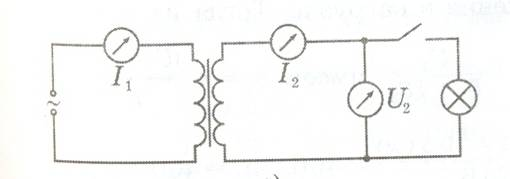 I₁
I₂
U₂
~